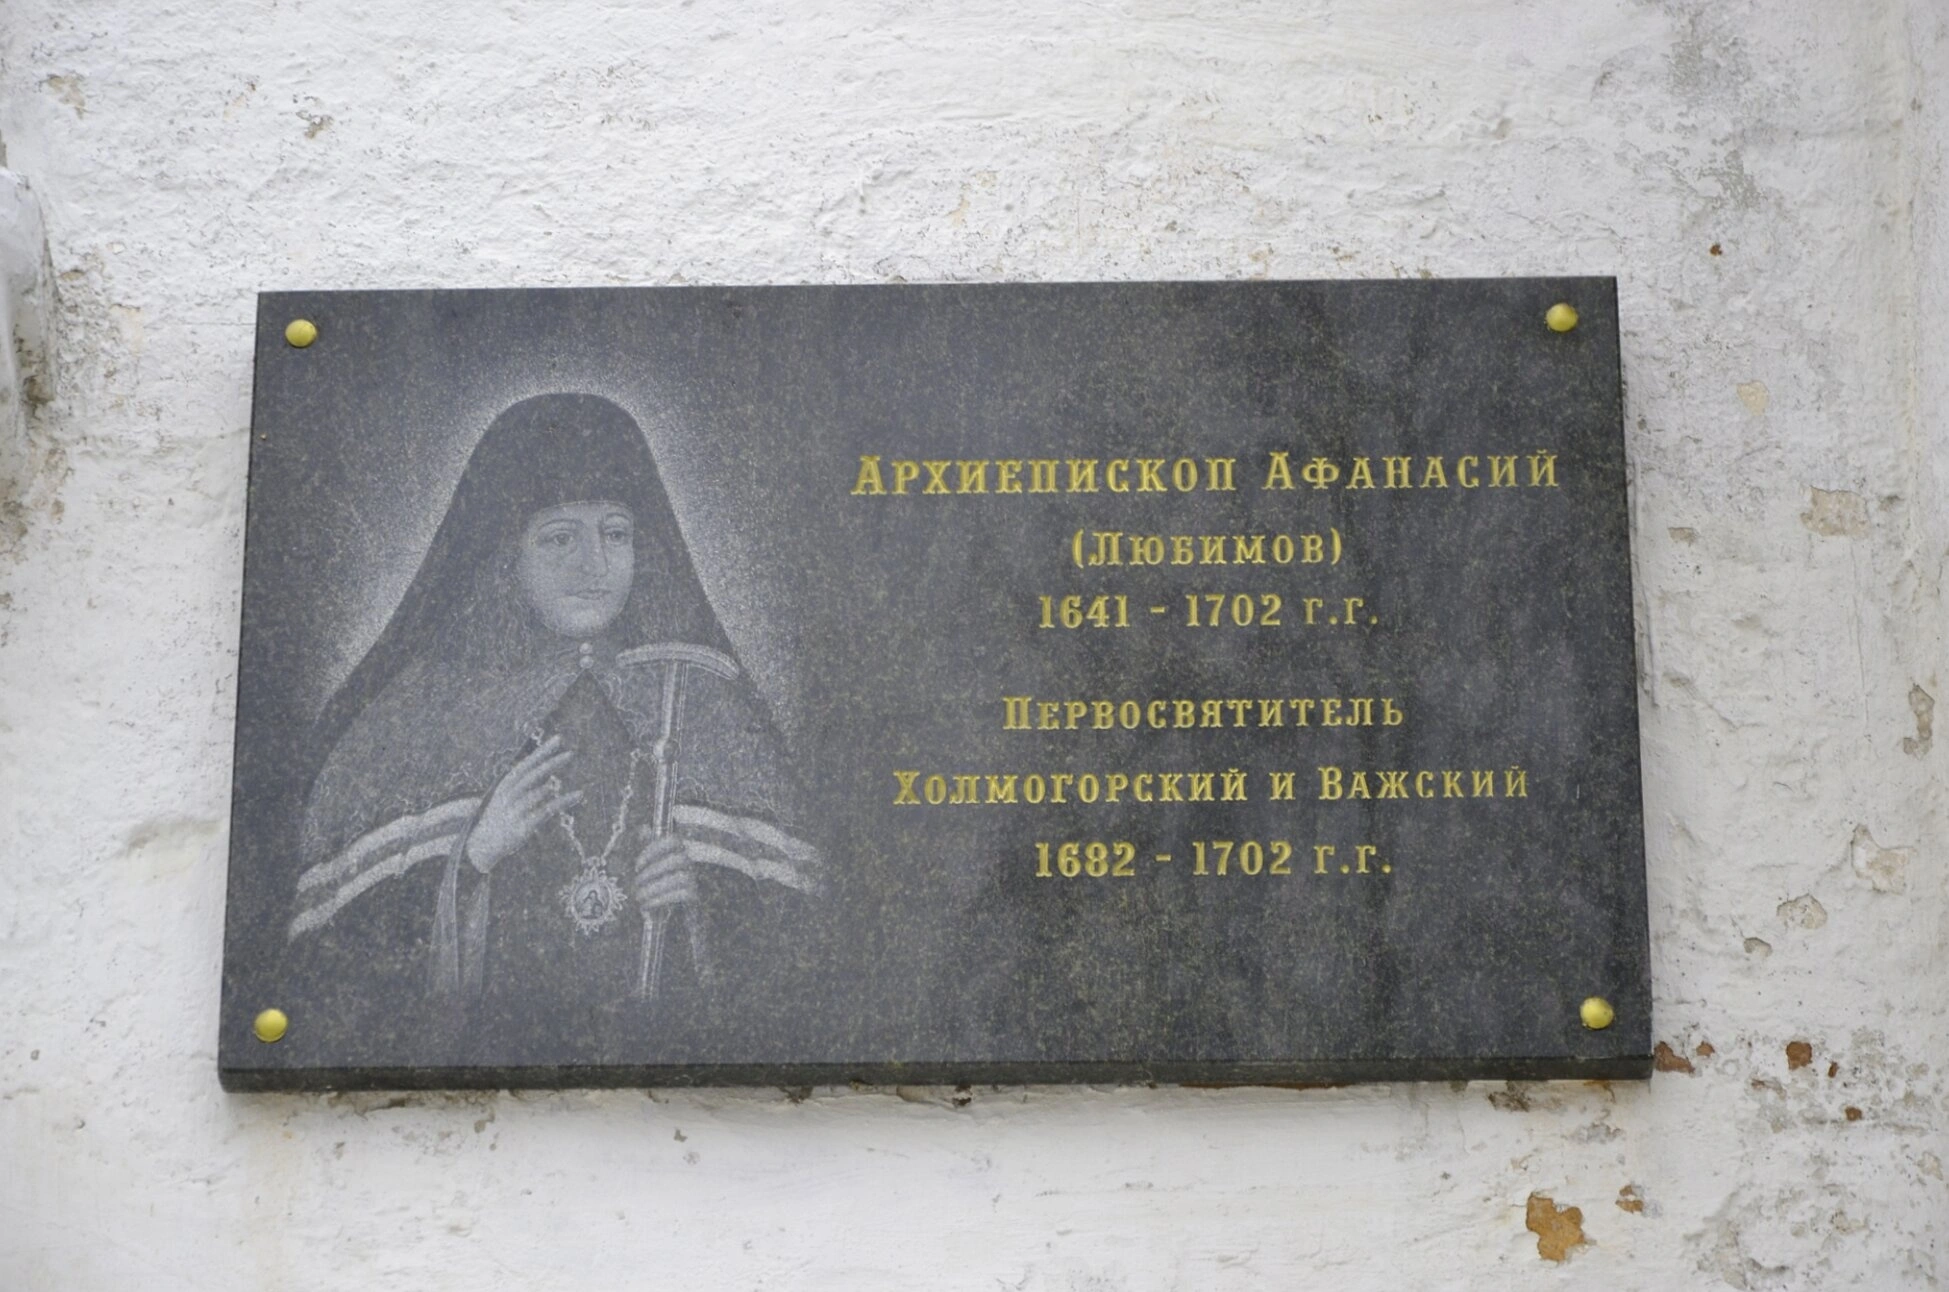 Архиепископ Афанасий
(Любимов)
1641 - 1702 г.г.
Первосвятитель
Холмогорский и Важский
1682 - 1702 г.г.